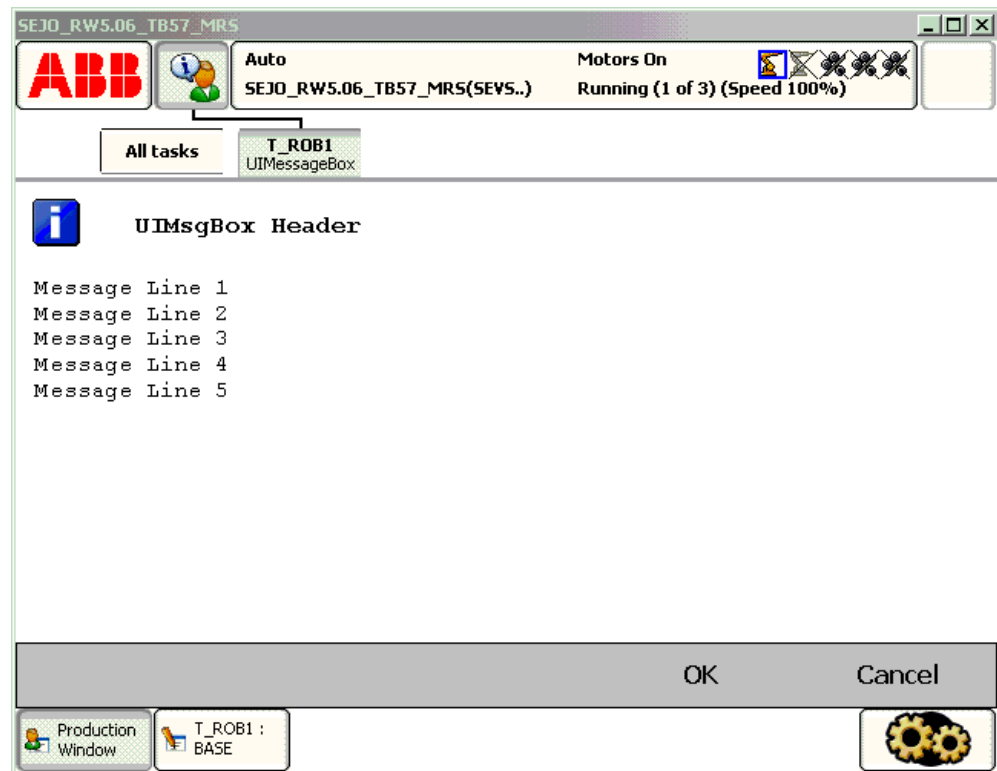 SEJO_RW5.06_TB57_MRS
ABB
Auto
Motors On
SEJO_RW5.06_TB57_MRS(SEVS..)
Running (1 of 3) (Speed 100%)
All tasks
T_ROB1
UIMessageBox
i
UIMsgBox Header
Message Line 1
Message Line 2
Message Line 3
Message Line 4
Message Line 5
OK
Cancel
Production
Window
T_ROB1 :
BASE